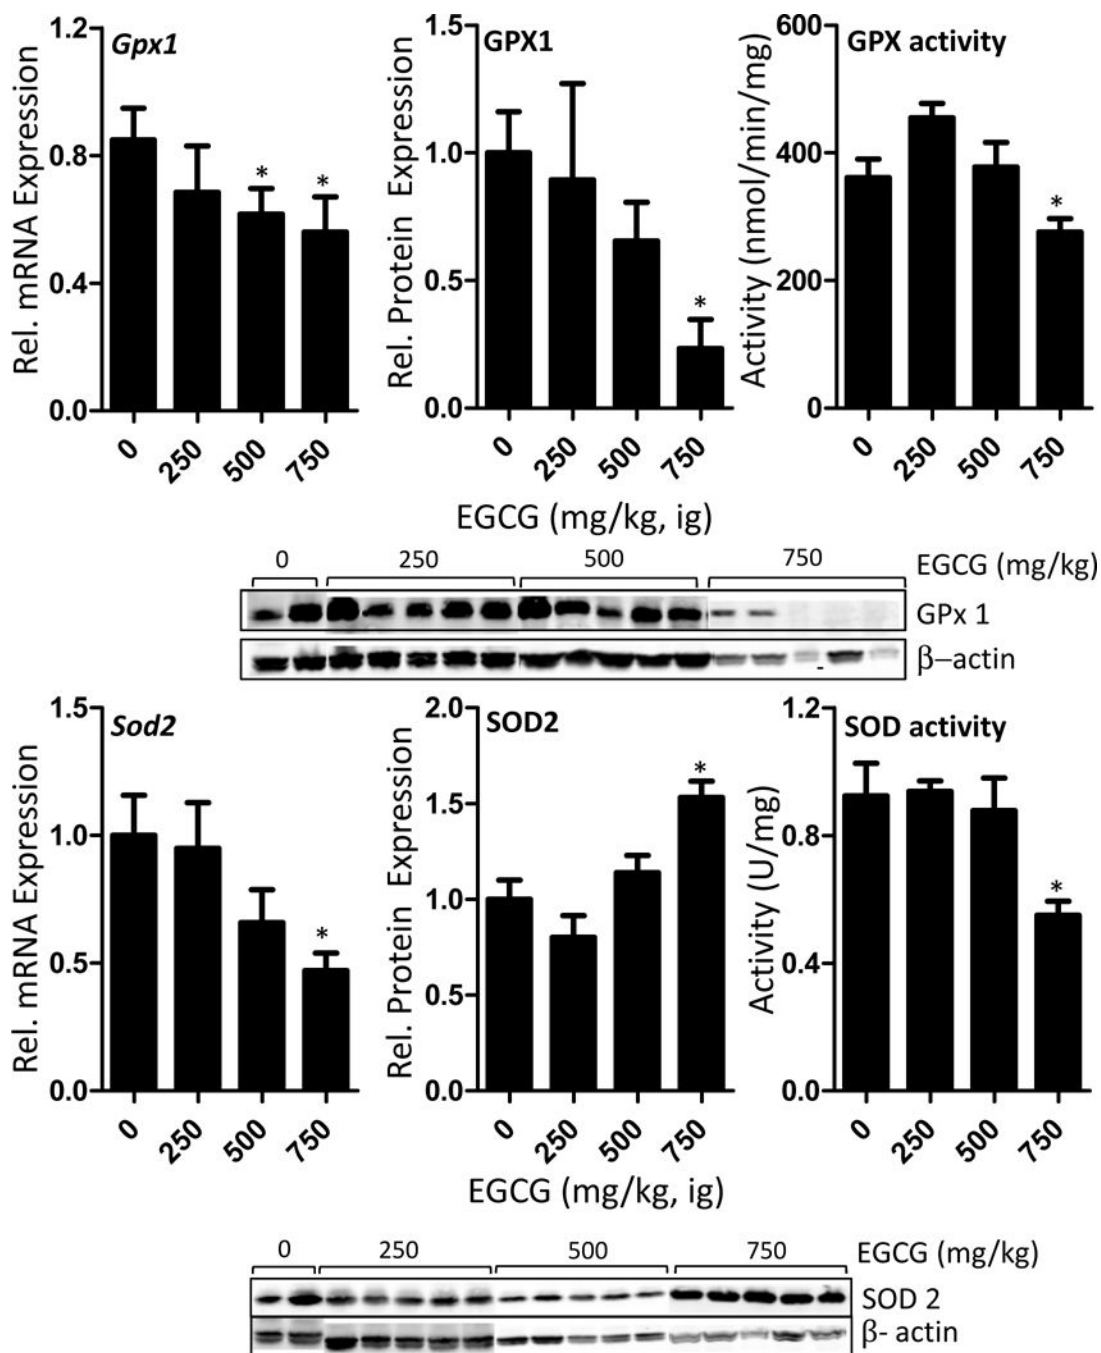 Gpx1
GPX1
GPX activity
Rel. mRNA Expression
1.2
0.8
0.4
0.0
* *
0 250 500 750
Rel. Protein Expression
1.5
1.0
0.5
0.0
*
0 250 500 750
Activity (nmol/min/mg)
600
400
200
0
*
0 250 500 750
EGCG (mg/kg, ig)
0 250 500 750 EGCG (mg/kg)
GPx 1
β–actin
Sod2
SOD2
SOD activity
Rel. mRNA Expression
1.5
1.0
0.5
0.0
*
0 250 500 750
Rel. Protein Expression
2.0
1.5
1.0
0.5
0.0
*
0 250 500 750
Activity (U/mg)
1.2
0.8
0.4
0.0
*
0 250 500 750
EGCG (mg/kg, ig)
0 250 500 750 EGCG (mg/kg)
SOD 2
β- actin